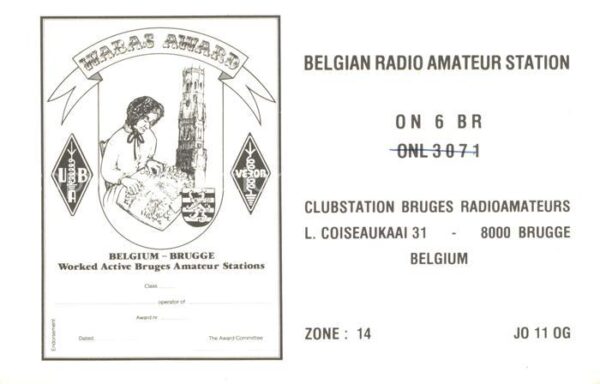 WABAS AWARD
UBA
VERON
BELGIUM - BRUGGE
Worked Active Bruges Amateur Stations
Class
operator of
Award nr.
Dated:
The Award Committee
Endorsement
BELGIAN RADIO AMATEUR STATION
ON 6 BR
ONL 3071
CLUBSTATION BRUGES RADIOAMATEURS
L. COISEAUKAAI 31 - 8000 BRUGGE
BELGIUM
ZONE : 14 JO 11 OG